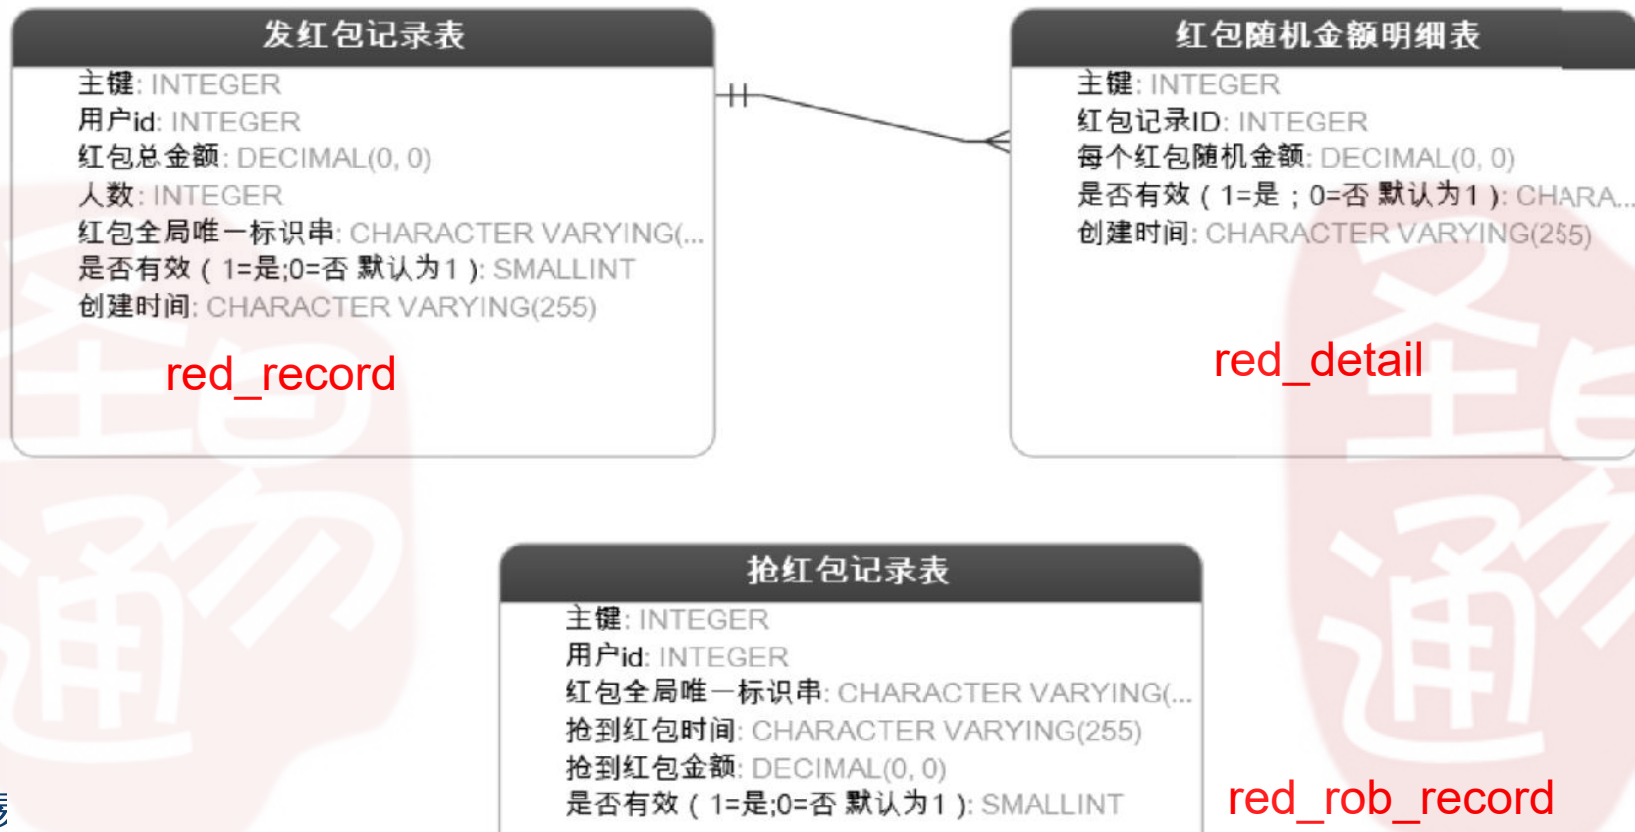 发红包记录表
主键: INTEGER
用户id: INTEGER
红包总金额: DECIMAL(0, 0)
人数: INTEGER
红包全局唯一标识串: CHARACTER VARYING(...
是否有效（1=是;0=否 默认为1）: SMALLINT
创建时间: CHARACTER VARYING(255)
red_record
红包随机金额明细表
主键: INTEGER
红包记录ID: INTEGER
每个红包随机金额: DECIMAL(0, 0)
是否有效（1=是；0=否 默认为1）: CHARA...
创建时间: CHARACTER VARYING(255)
red_detail
抢红包记录表
主键: INTEGER
用户id: INTEGER
红包全局唯一标识串: CHARACTER VARYING(...
抢到红包时间: CHARACTER VARYING(255)
抢到红包金额: DECIMAL(0, 0)
是否有效（1=是;0=否 默认为1）: SMALLINT
red_rob_record
圣易
通
圣易
通